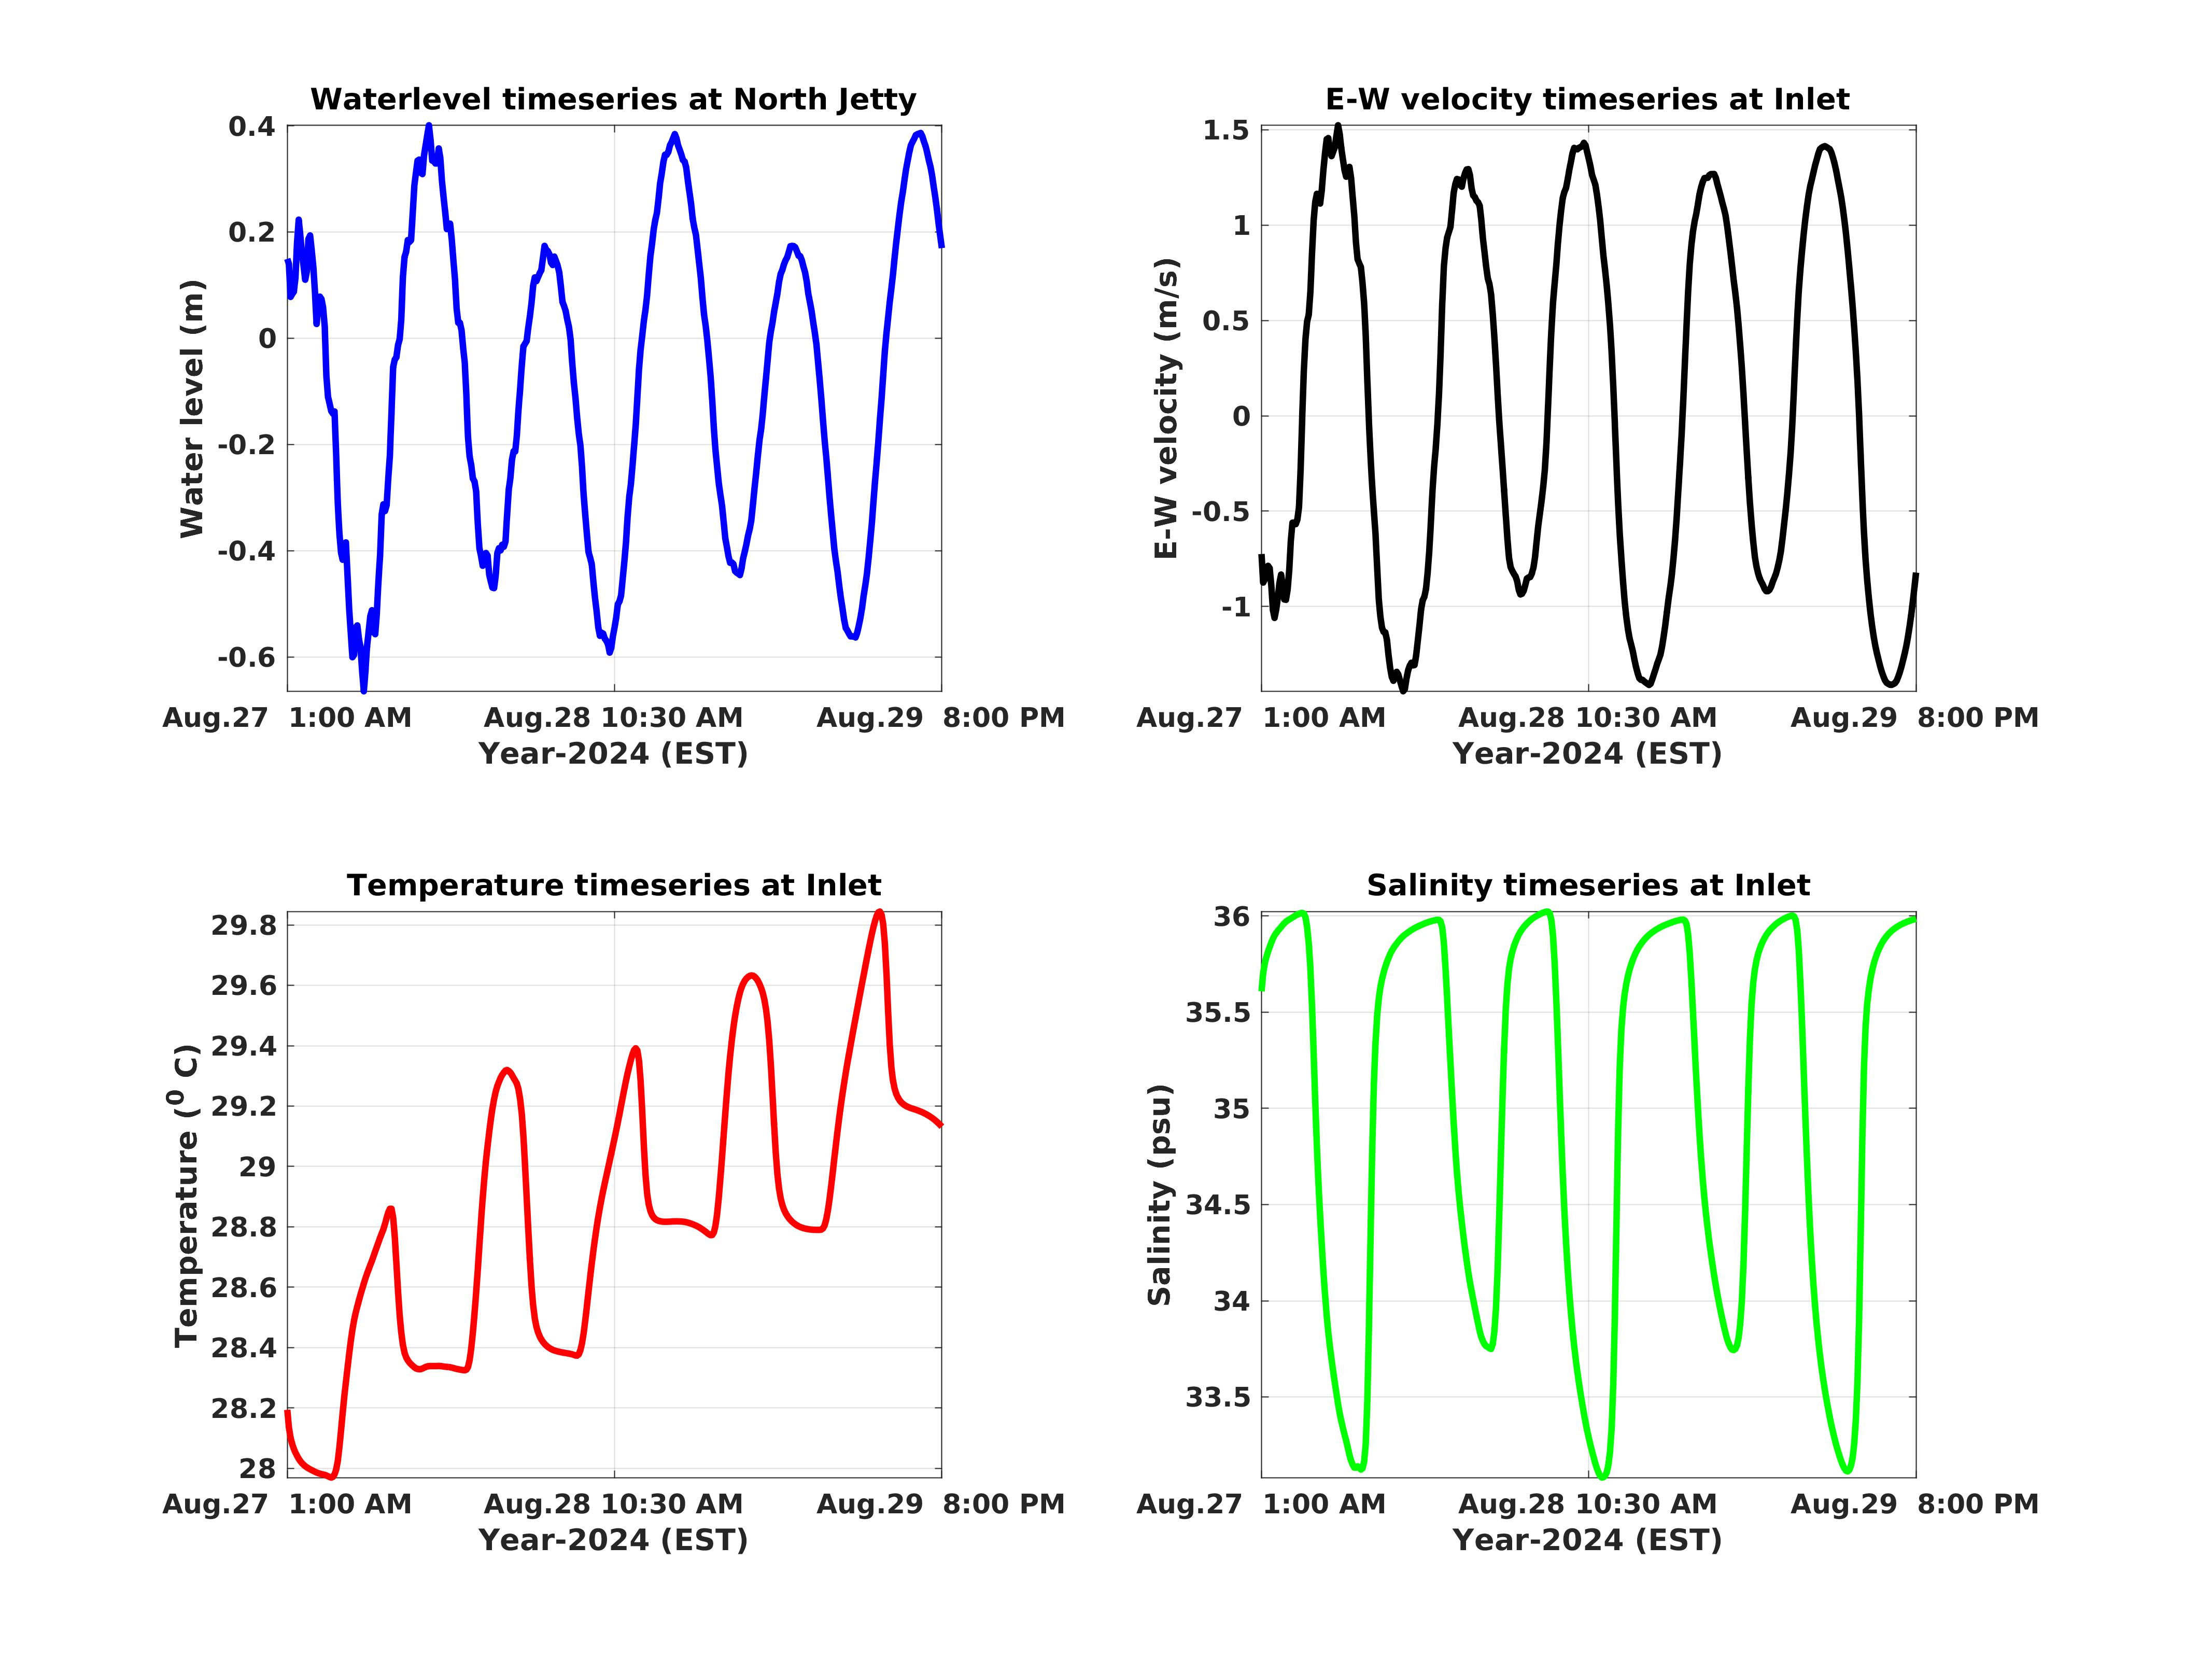 Waterlevel timeseries at North Jetty
0.4
0.2
0
-0.2
-0.4
-0.6
Water level (m)
Aug.27 1:00 AM Aug.28 10:30 AM Aug.29 8:00 PM
Year-2024 (EST)
E-W velocity timeseries at Inlet
1.5
1
0.5
0
-0.5
-1
E-W velocity (m/s)
Aug.27 1:00 AM Aug.28 10:30 AM Aug.29 8:00 PM
Year-2024 (EST)
Temperature timeseries at Inlet
29.8
29.6
29.4
29.2
29
28.8
28.6
28.4
28.2
28
Temperature (⁰ C)
Aug.27 1:00 AM Aug.28 10:30 AM Aug.29 8:00 PM
Year-2024 (EST)
Salinity timeseries at Inlet
36
35.5
35
34.5
34
33.5
Salinity (psu)
Aug.27 1:00 AM Aug.28 10:30 AM Aug.29 8:00 PM
Year-2024 (EST)